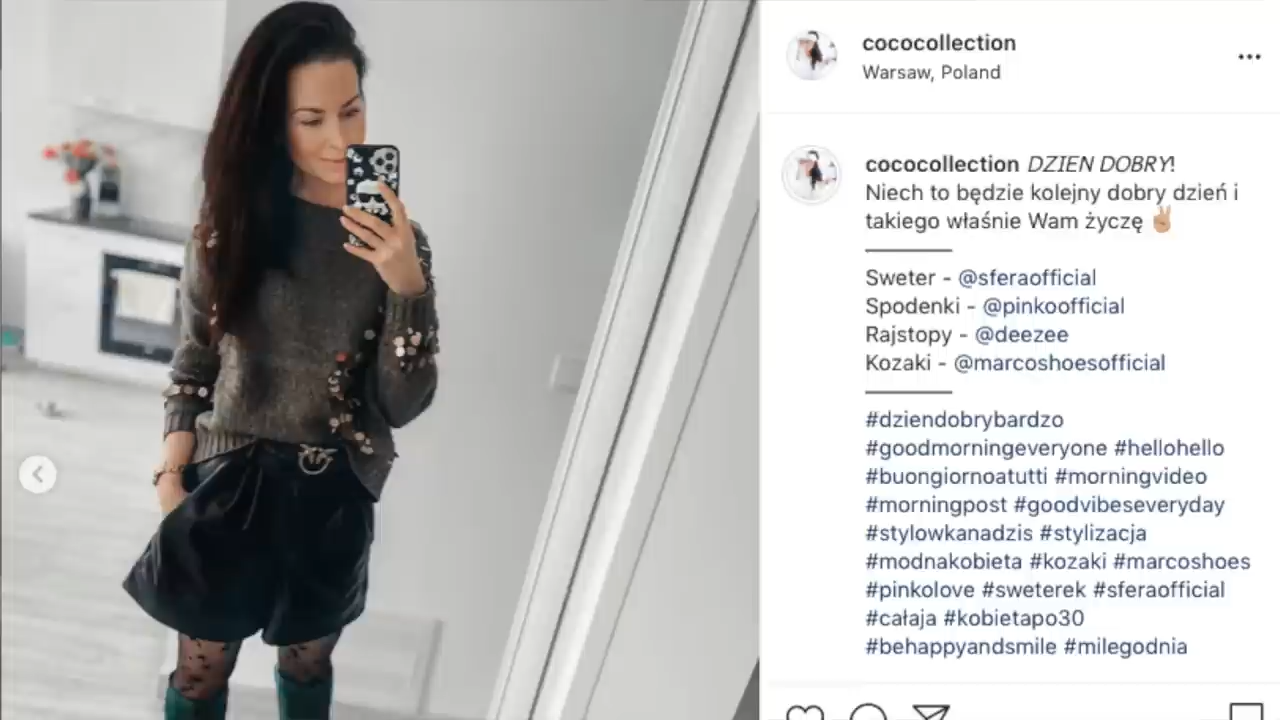 cococollection
Warsaw, Poland
cococollection DZIEN DOBRY!
Niech to będzie kolejny dobry dzień i
takiego właśnie Wam życzę ✌🏼
Sweter - @sferaofficial
Spodenki - @pinkoofficial
Rajstopy - @deezee
Kozaki - @marcoshoesofficial
#dziendobrybardzo
#goodmorningeveryone #hellohello
#buongiornoatutti #morningvideo
#morningpost #goodvibeseveryday
#stylowkanadzis #stylizacja
#modnakobieta #kozaki #marcoshoes
#pinkolove #sweterek #sferaofficial
#całaja #kobietapo30
#behappyandsmile #milegodnia